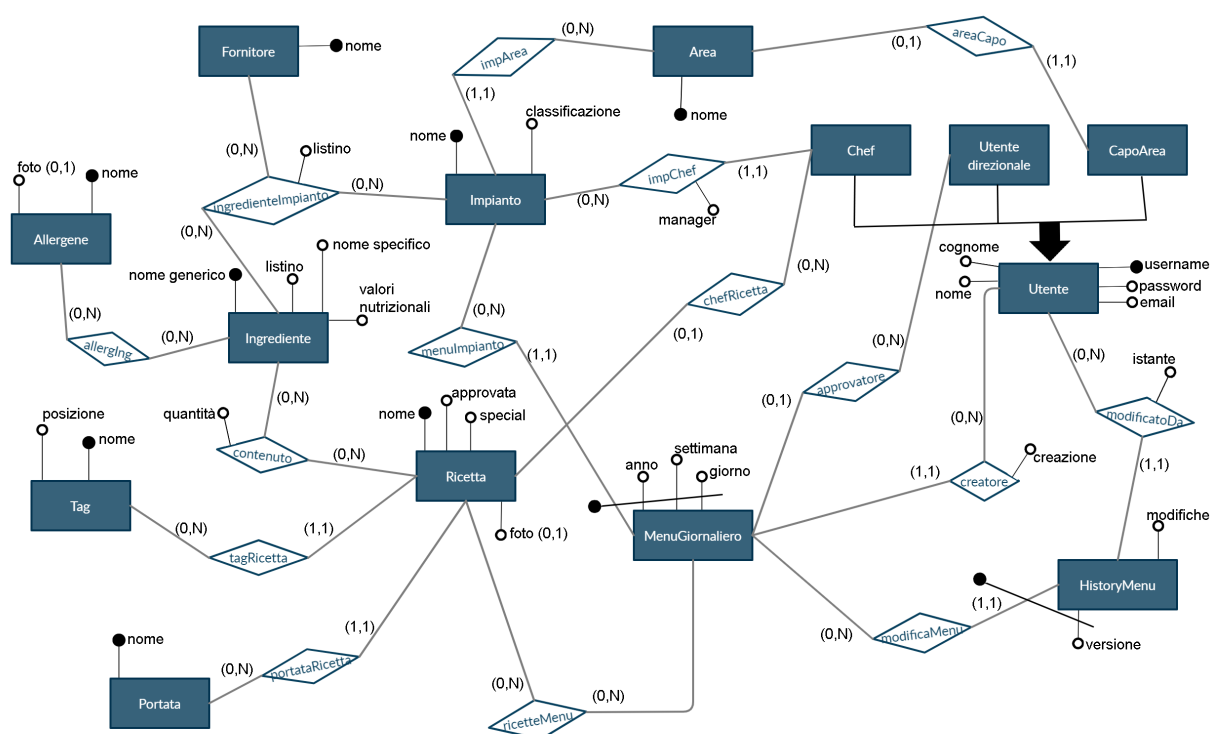 (0,N)
areaCapo
Fornitore
nome
impArea
Area
(0,1)
(1,1)
(1,1)
classificazione
nome
nome
Chef
Utente
direzionale
CapoArea
(0,N)
listino
foto (0,1)
nome
(0,N)
impChef
(1,1)
ingredienteImpianto
Impianto
(0,N)
manager
Allergene
(0,N)
nome specifico
cognome
nome generico
listino
(0,N)
username
valori
nutrizionali
nome
Utente
password
email
chefRicetta
(0,N)
(0,N)
(0,N)
Ingrediente
(0,1)
(0,N)
allergIng
menuImpianto
(1,1)
(0,N)
istante
approvatore
(0,N)
approvata
(0,1)
quantità
nome
special
(0,N)
modificatoDa
posizione
nome
contenuto
(0,N)
settimana
creazione
anno
giorno
(1,1)
(1,1)
Ricetta
creatore
Tag
(0,N)
(1,1)
foto (0,1)
modifiche
MenuGiornaliero
tagRicetta
HistoryMenu
(1,1)
nome
(1,1)
(0,N)
modificaMenu
versione
(0,N)
portataRicetta
(0,N)
(0,N)
Portata
ricetteMenu